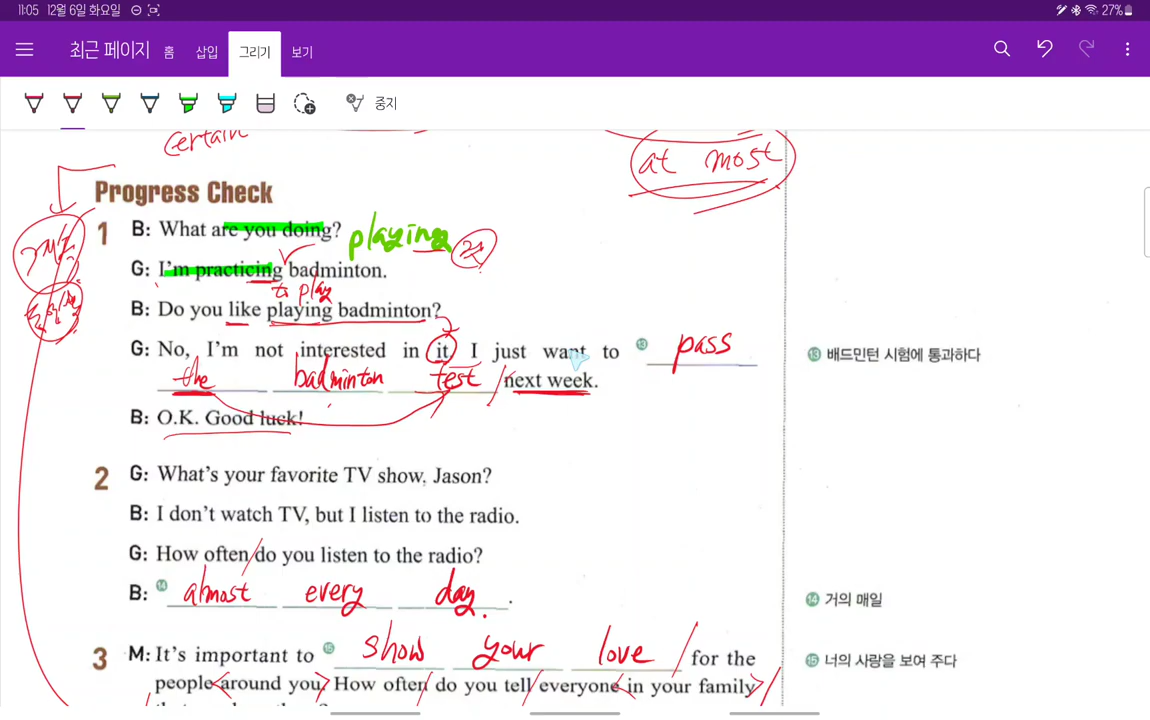 11:05 12월 6일 화요일 27%
최근 페이지 홈 삽입 그리기 보기
중지
certain
at most
Progress Check
1 B: What are you doing? playing
G: I'm practicing badminton.
to play
B: Do you like playing badminton?
G: No, I'm not interested in it. I just want to ⑬ pass ⑬ 배드민턴 시험에 통과하다
the badminton test / next week.
B: O.K. Good luck!
2 G: What's your favorite TV show, Jason?
B: I don't watch TV, but I listen to the radio.
G: How often / do you listen to the radio?
B: ⑭ almost every day. ⑭ 거의 매일
3 M: It's important to ⑮ show your love / for the ⑮ 너의 사랑을 보여 주다
people <around you.> How often / do you tell / everyone <in your family> /